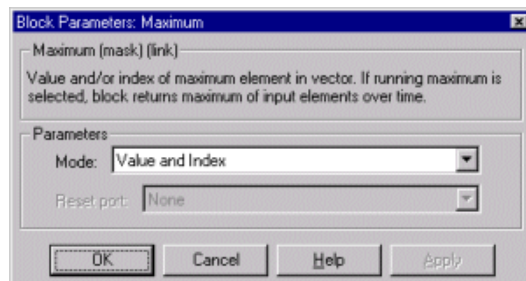 Block Parameters: Maximum
Maximum (mask) (link)
Value and/or index of maximum element in vector. If running maximum is
selected, block returns maximum of input elements over time.
Parameters
Mode: Value and Index
Reset port: None
OK Cancel Help Apply